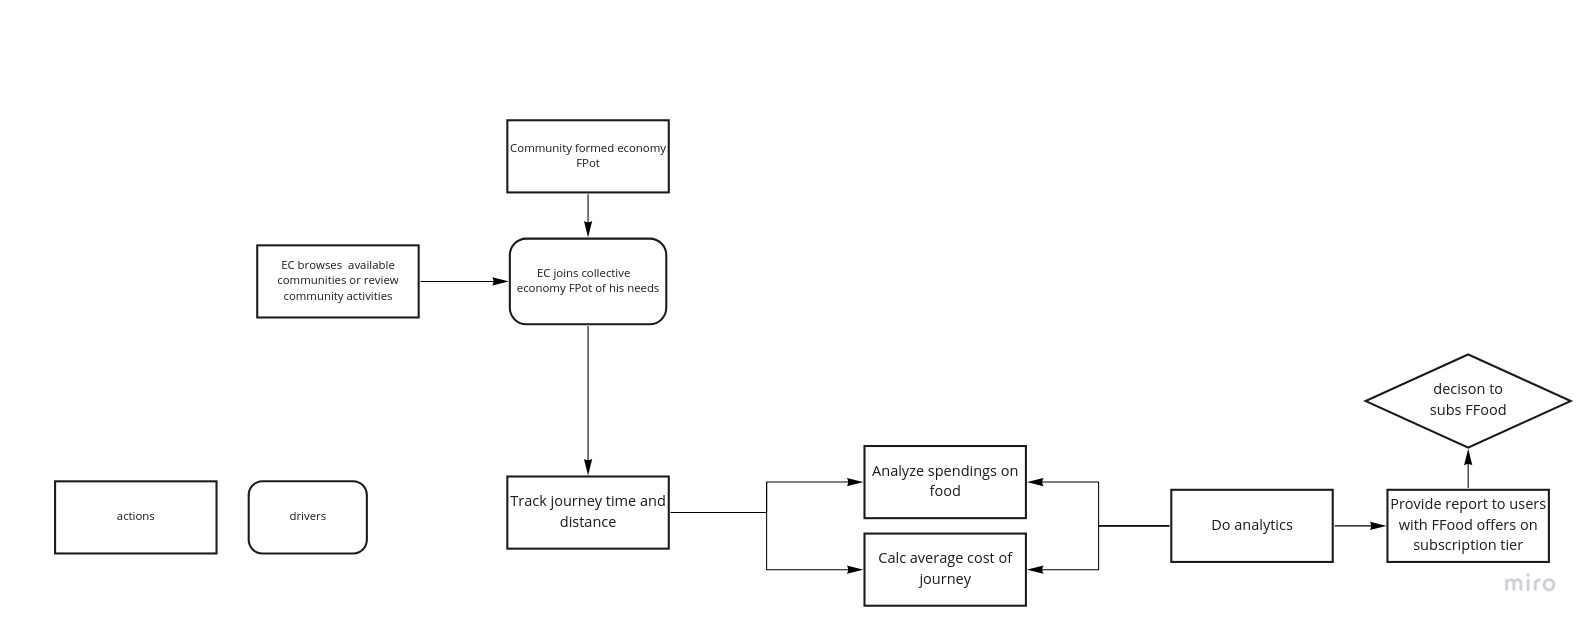 Community formed economy
FPot
EC browses  available
communities or review
community activities
EC joins collective
economy FPot of his needs
decison to
subs FFood
actions
drivers
Track journey time and
distance
Analyze spendings on
food
Calc average cost of
journey
Do analytics
Provide report to users
with FFood offers on
subscription tier
miro